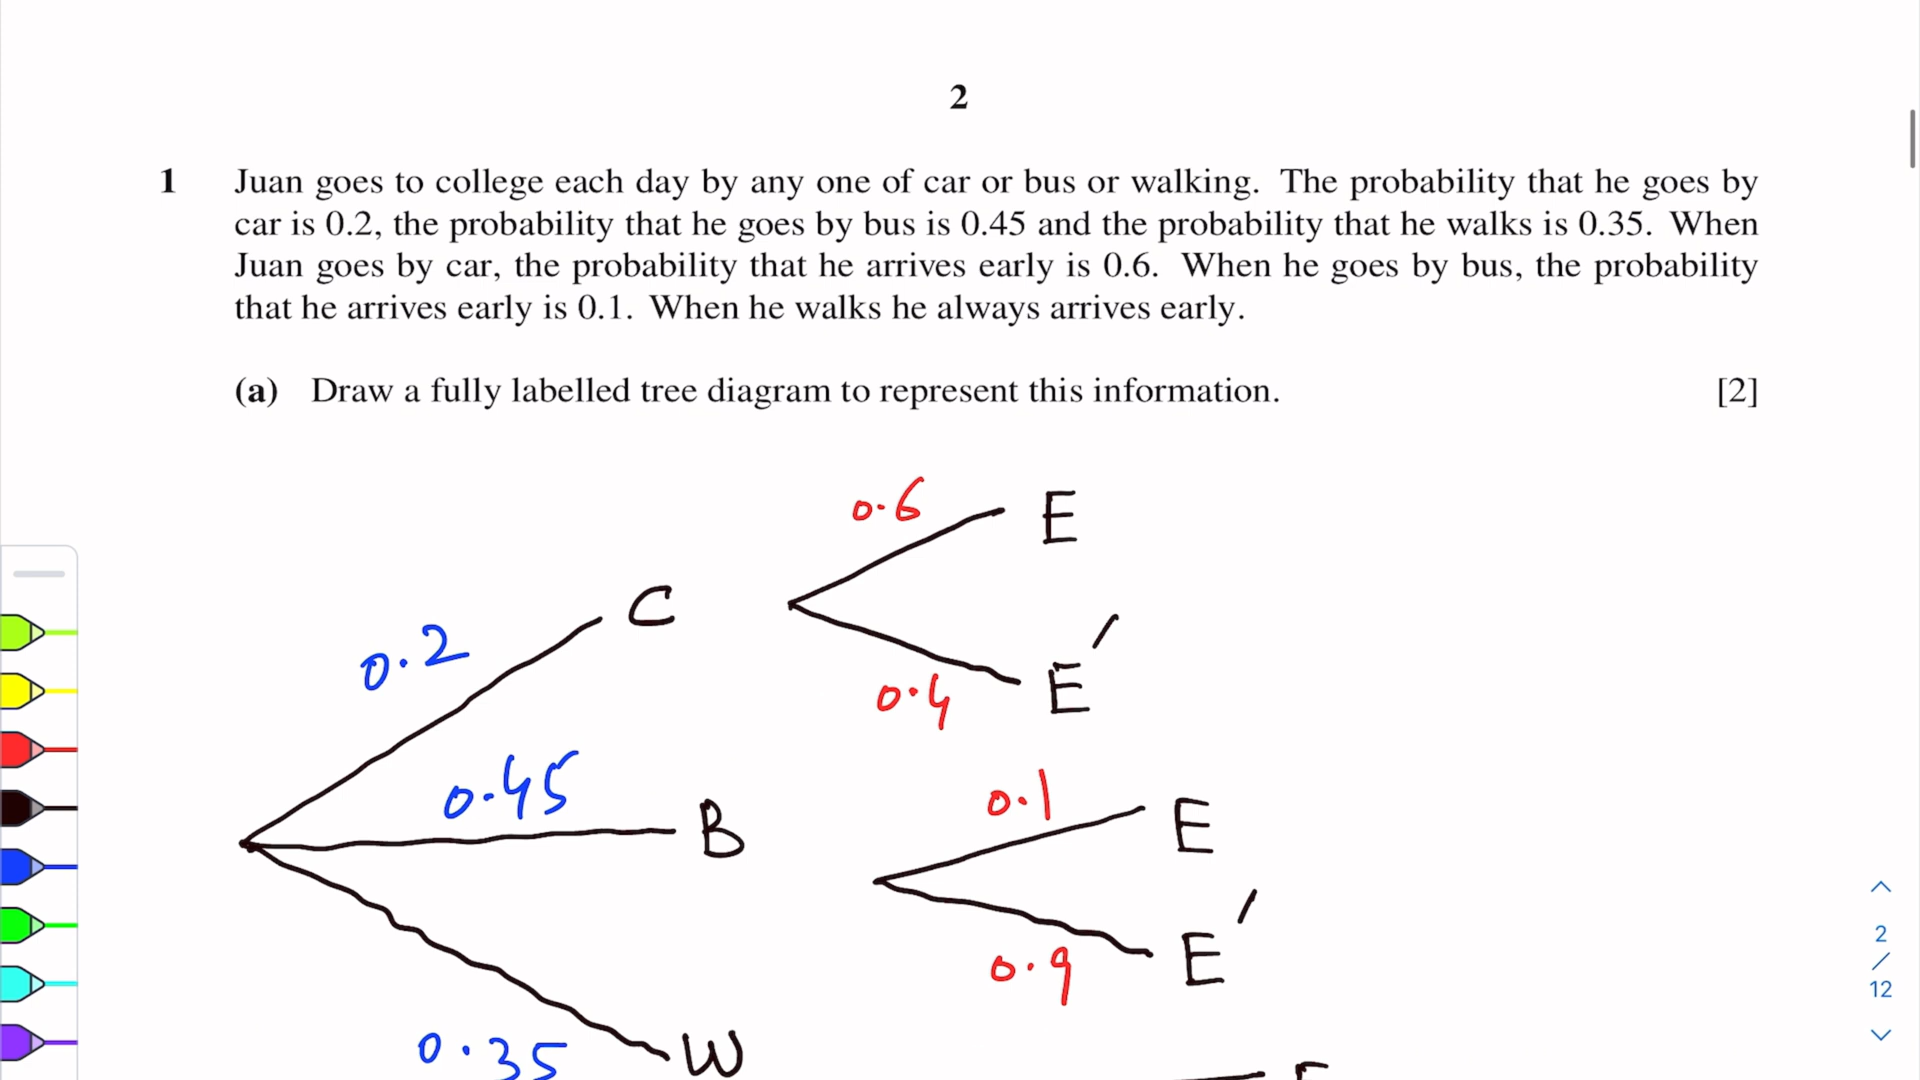 2
1 Juan goes to college each day by any one of car or bus or walking. The probability that he goes by
car is 0.2, the probability that he goes by bus is 0.45 and the probability that he walks is 0.35. When
Juan goes by car, the probability that he arrives early is 0.6. When he goes by bus, the probability
that he arrives early is 0.1. When he walks he always arrives early.
(a) Draw a fully labelled tree diagram to represent this information. [2]
0.6 E
C
0.2
0.4 E′
0.45
B
0.1 E
0.9 E′
0.35 W
2
/
12